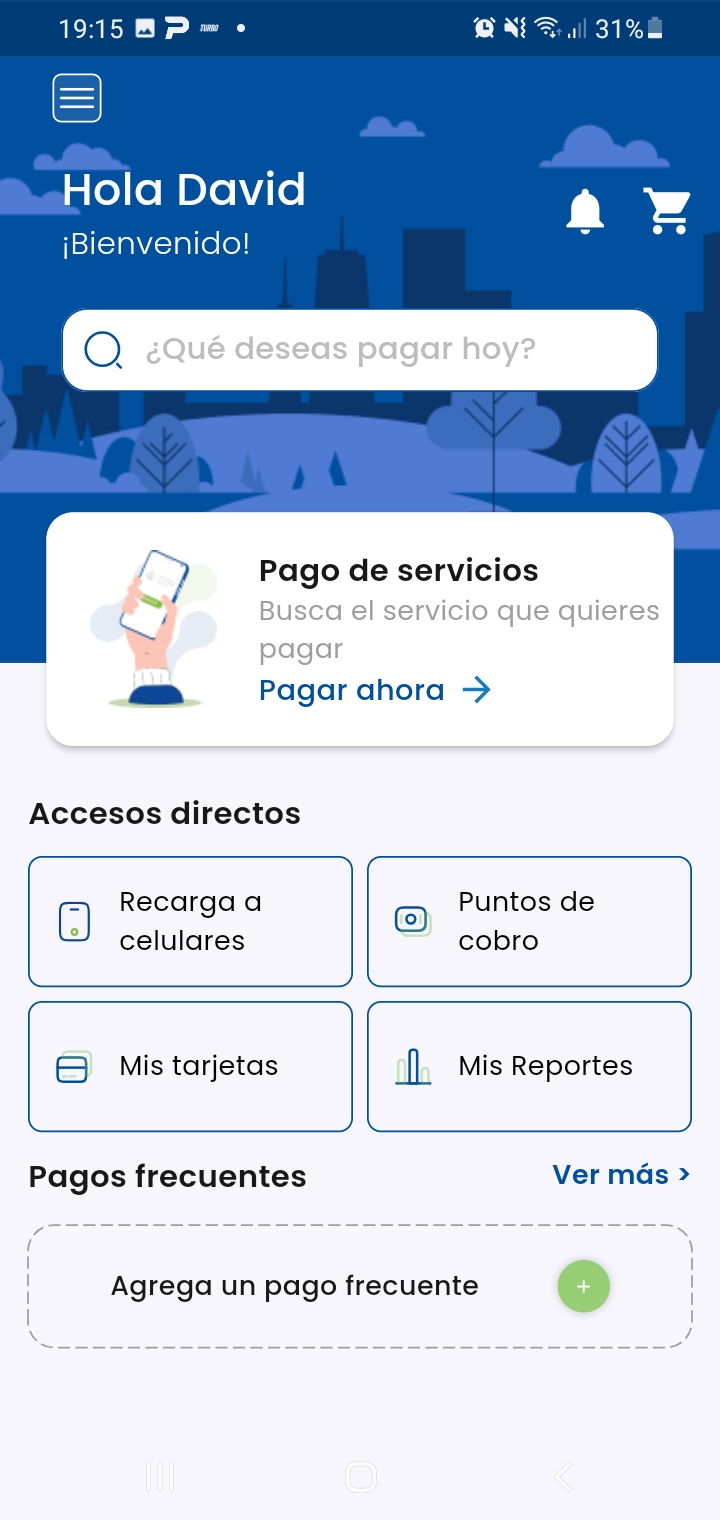 19:15
TURBO
31%
Hola David
¡Bienvenido!
¿Qué deseas pagar hoy?
Pago de servicios
Busca el servicio que quieres
pagar
Pagar ahora
Accesos directos
Recarga a
celulares
Puntos de
cobro
Mis tarjetas
Mis Reportes
Pagos frecuentes
Ver más >
Agrega un pago frecuente
+